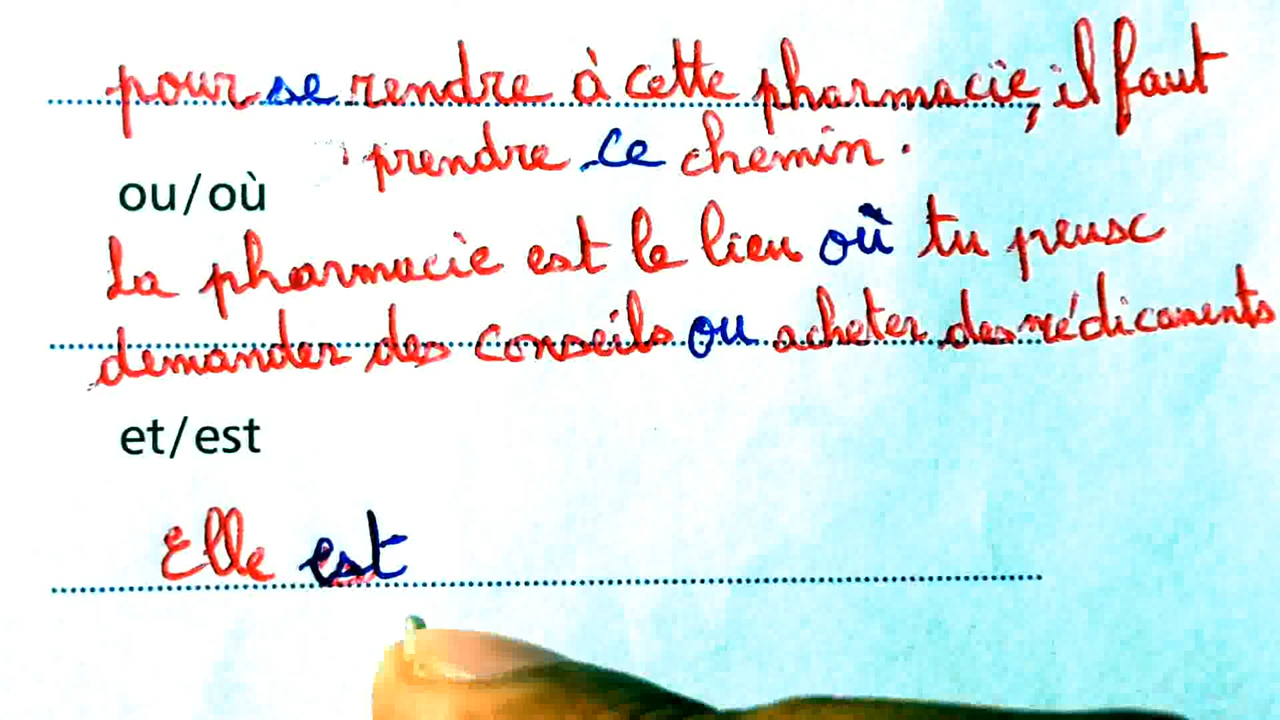 pour se rendre à cette pharmacie, il faut
prendre ce chemin.
ou/où
La pharmacie est le lieu où tu peux
demander des conseils ou acheter des médicaments
et/est
Elle est